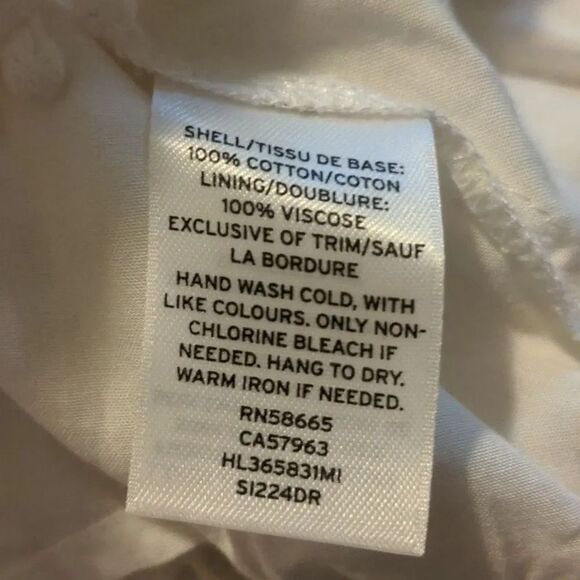 SHELL/TISSU DE BASE:
100% COTTON/COTON
LINING/DOUBLURE:
100% VISCOSE
EXCLUSIVE OF TRIM/SAUF
LA BORDURE
HAND WASH COLD, WITH
LIKE COLOURS. ONLY NON-
CHLORINE BLEACH IF
NEEDED. HANG TO DRY.
WARM IRON IF NEEDED.
RN58665
CA57963
HL365831MI
SI224DR